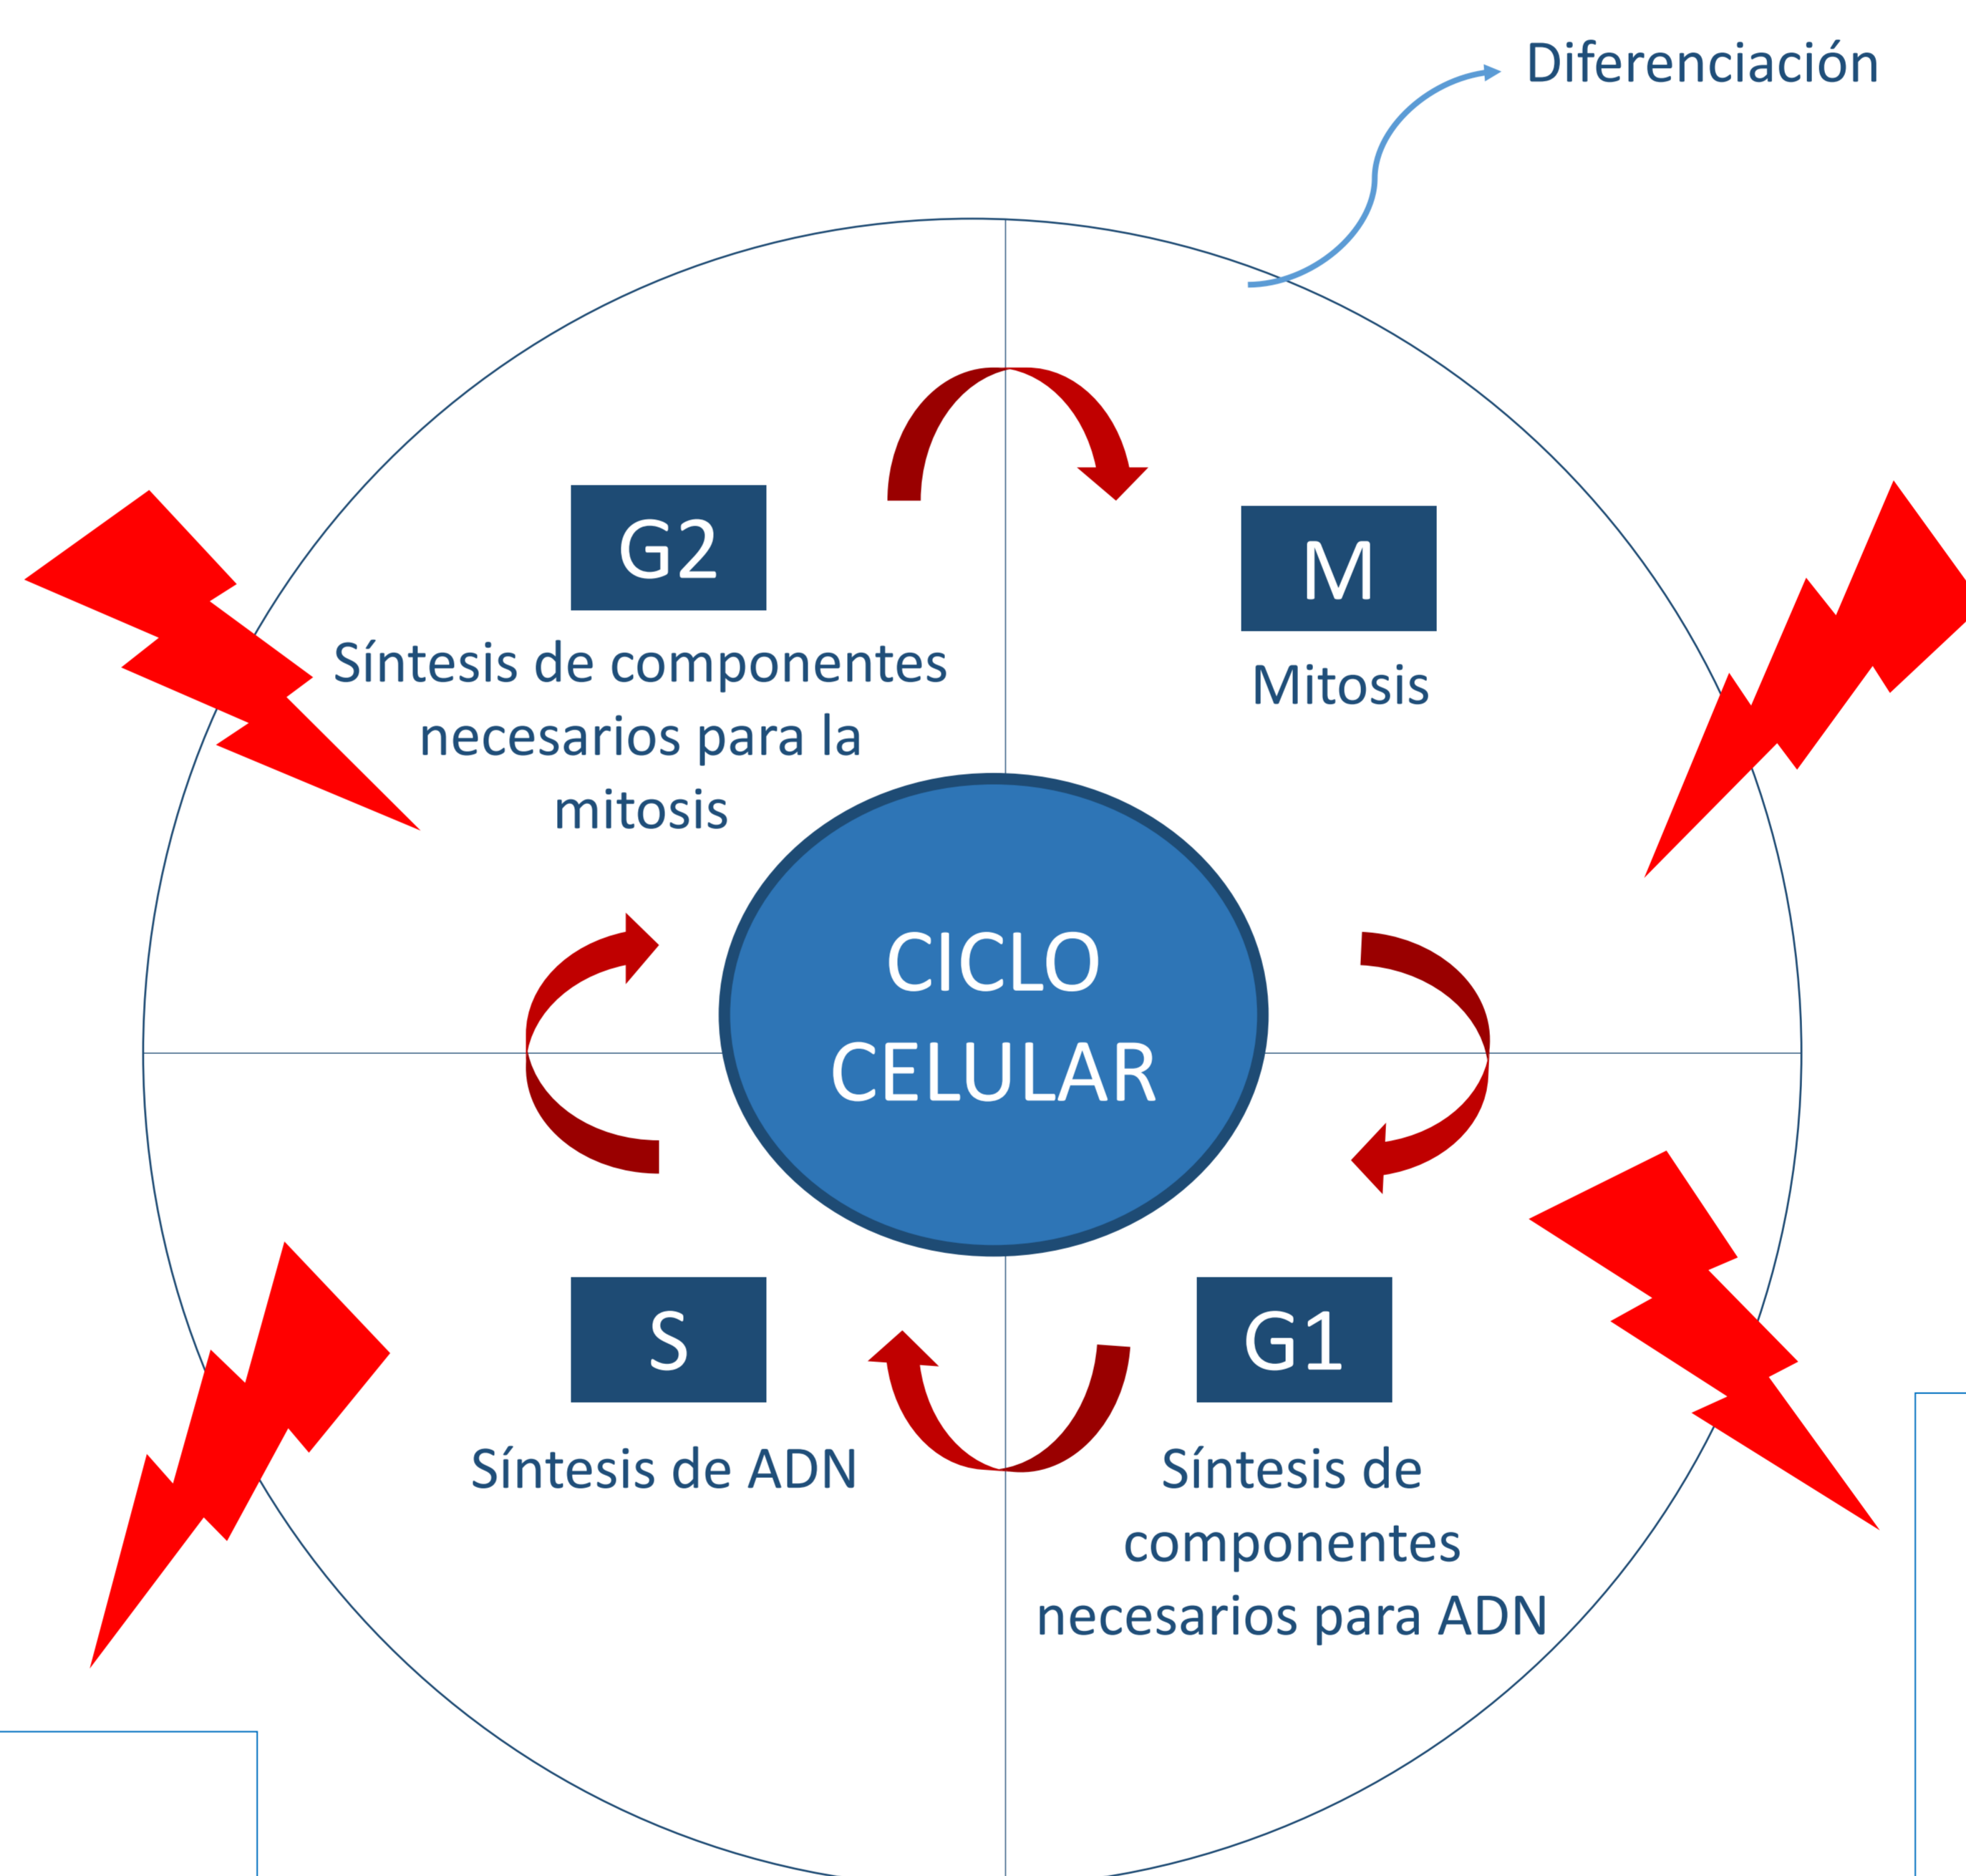 Diferenciación
G2
Síntesis de componentes
necesarios para la
mitosis
M
Mitosis
CICLO
CELULAR
S
Síntesis de ADN
G1
Síntesis de
componentes
necesarios para ADN